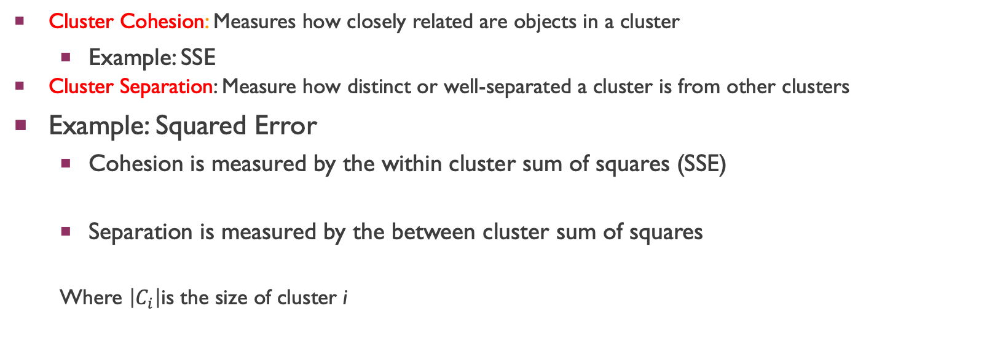 Cluster Cohesion: Measures how closely related are objects in a cluster
Example: SSE
Cluster Separation: Measure how distinct or well-separated a cluster is from other clusters
Example: Squared Error
Cohesion is measured by the within cluster sum of squares (SSE)
Separation is measured by the between cluster sum of squares
Where |𝐶ᵢ|is the size of cluster i